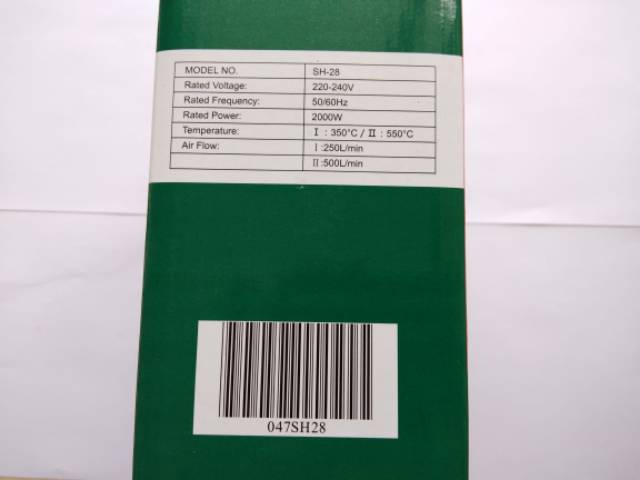 MODEL NO. SH-28
Rated Voltage: 220-240V
Rated Frequency: 50/60Hz
Rated Power: 2000W
Temperature: Ⅰ : 350°C / Ⅱ : 550°C
Air Flow: Ⅰ :250L/min
Ⅱ :500L/min
047SH28